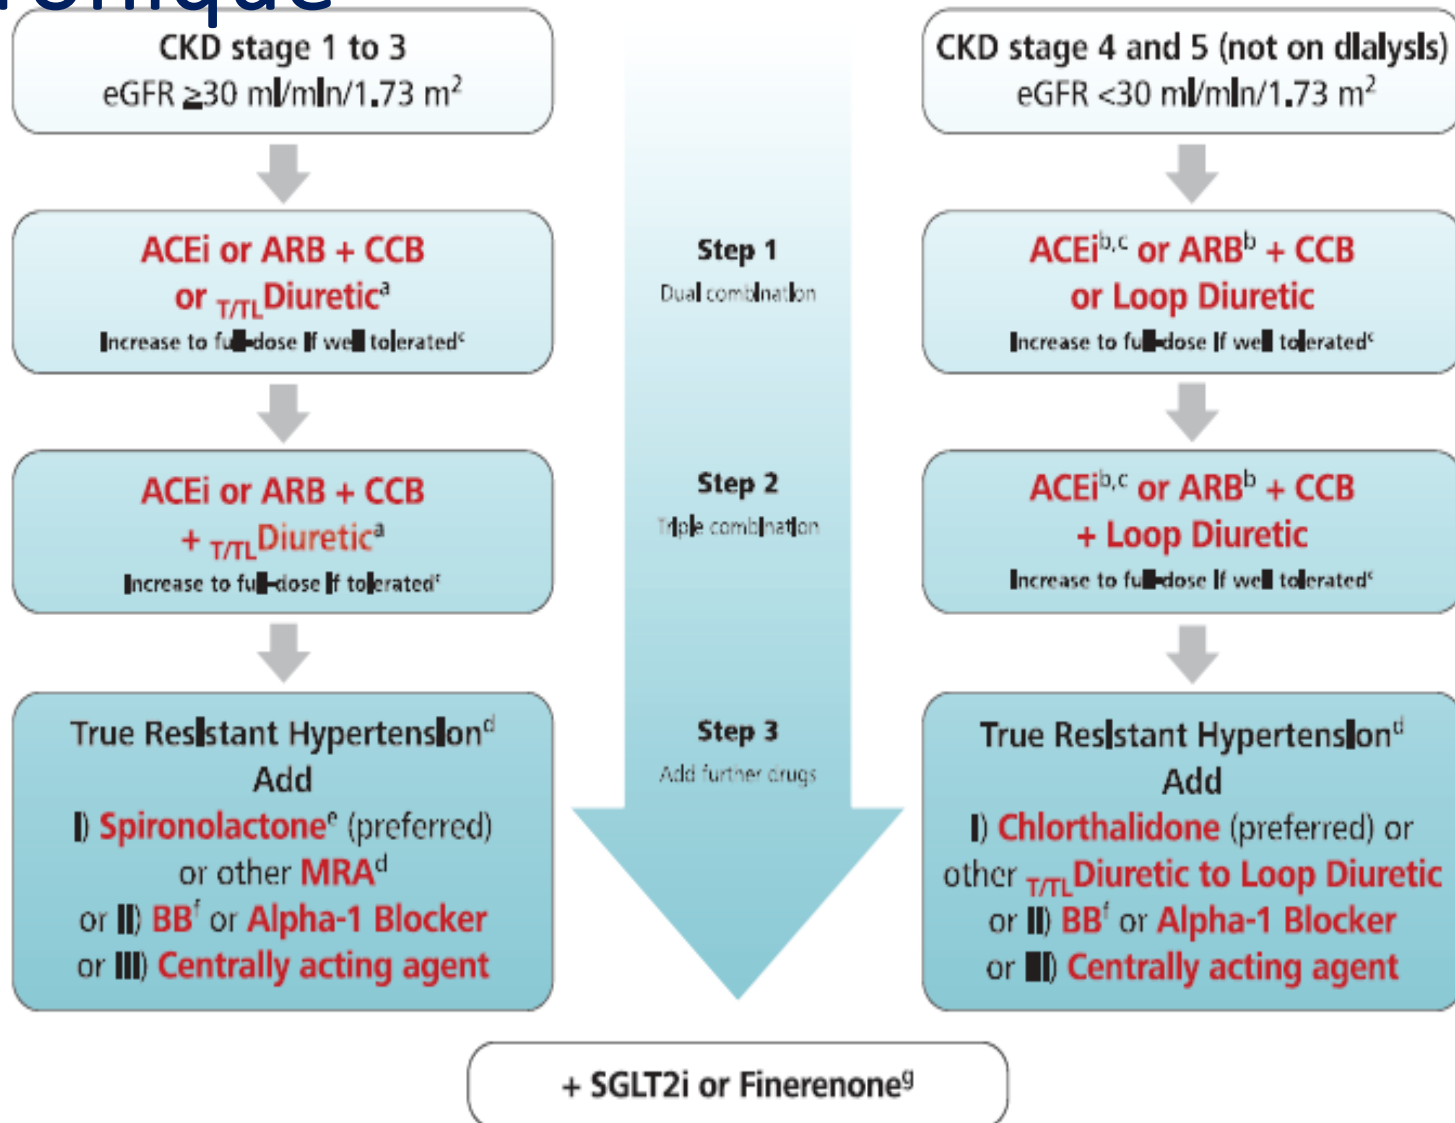 CKD stage 1 to 3
eGFR ≥30 ml/min/1.73 m²
ACEi or ARB + CCB
or T/TLDiureticᵃ
Increase to full-dose if well toleratedᶜ
ACEi or ARB + CCB
+ T/TLDiureticᵃ
Increase to full-dose if toleratedᶜ
True Resistant Hypertensionᵈ
Add
I) Spironolactoneᵉ (preferred)
or other MRAᵈ
or II) BBᶠ or Alpha-1 Blocker
or III) Centrally acting agent
Step 1
Dual combination
Step 2
Triple combination
Step 3
Add further drugs
CKD stage 4 and 5 (not on dialysis)
eGFR <30 ml/min/1.73 m²
ACEiᵇ,ᶜ or ARBᵇ + CCB
or Loop Diuretic
Increase to full-dose if well toleratedᶜ
ACEiᵇ,ᶜ or ARBᵇ + CCB
+ Loop Diuretic
Increase to full-dose if well toleratedᶜ
True Resistant Hypertensionᵈ
Add
I) Chlorthalidone (preferred) or
other T/TLDiuretic to Loop Diuretic
or II) BBᶠ or Alpha-1 Blocker
or III) Centrally acting agent
+ SGLT2i or Finerenoneᵍ